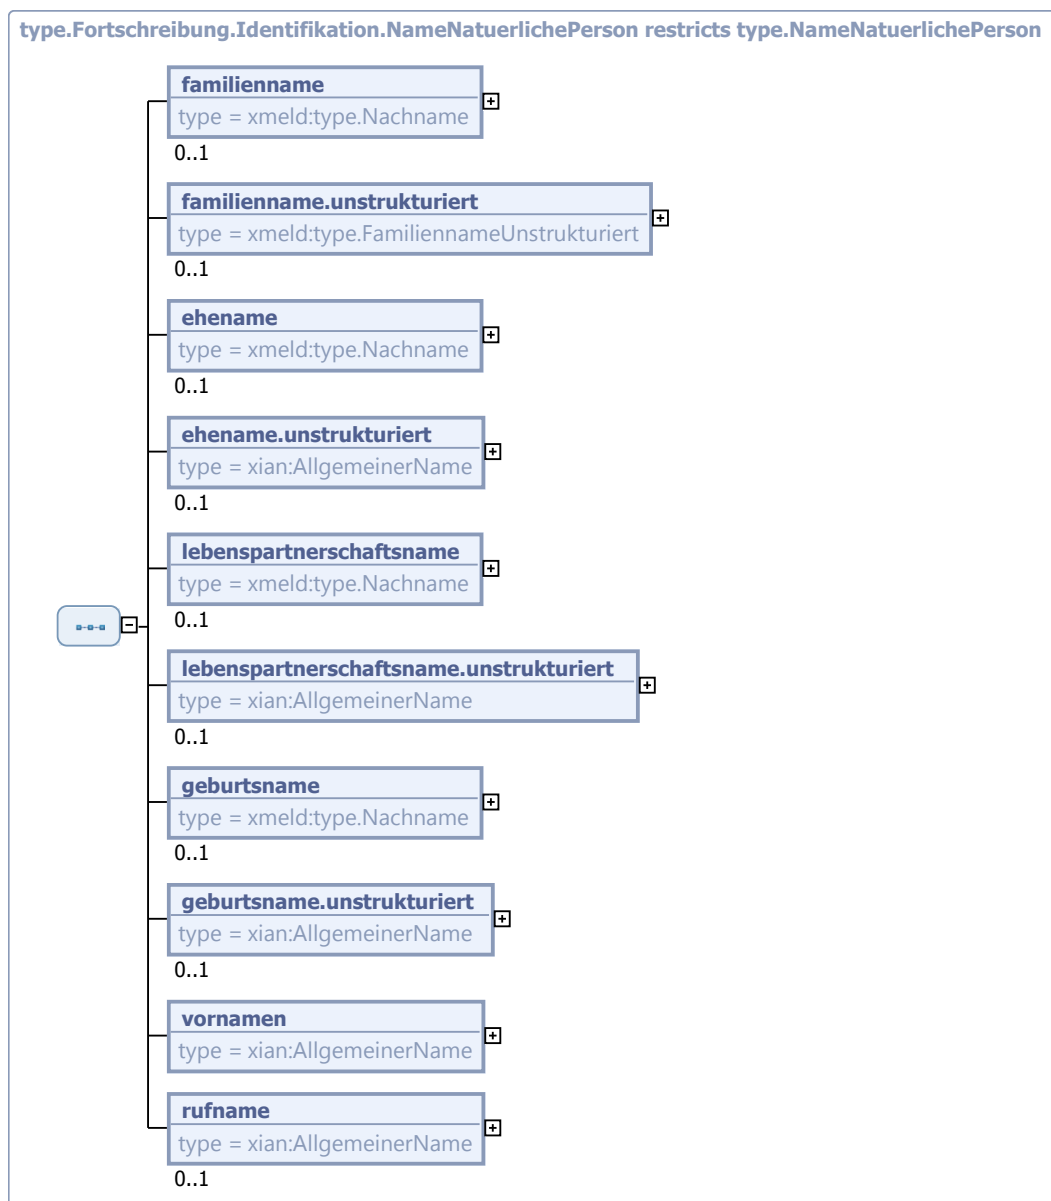 type.Fortschreibung.Identifikation.NameNatuerlichePerson restricts type.NameNatuerlichePerson
familienname
type = xmeld:type.Nachname
0..1
familienname.unstrukturiert
type = xmeld:type.FamiliennameUnstrukturiert
0..1
ehename
type = xmeld:type.Nachname
0..1
ehename.unstrukturiert
type = xian:AllgemeinerName
0..1
lebenspartnerschaftsname
type = xmeld:type.Nachname
0..1
lebenspartnerschaftsname.unstrukturiert
type = xian:AllgemeinerName
0..1
geburtsname
type = xmeld:type.Nachname
0..1
geburtsname.unstrukturiert
type = xian:AllgemeinerName
0..1
vornamen
type = xian:AllgemeinerName
rufname
type = xian:AllgemeinerName
0..1